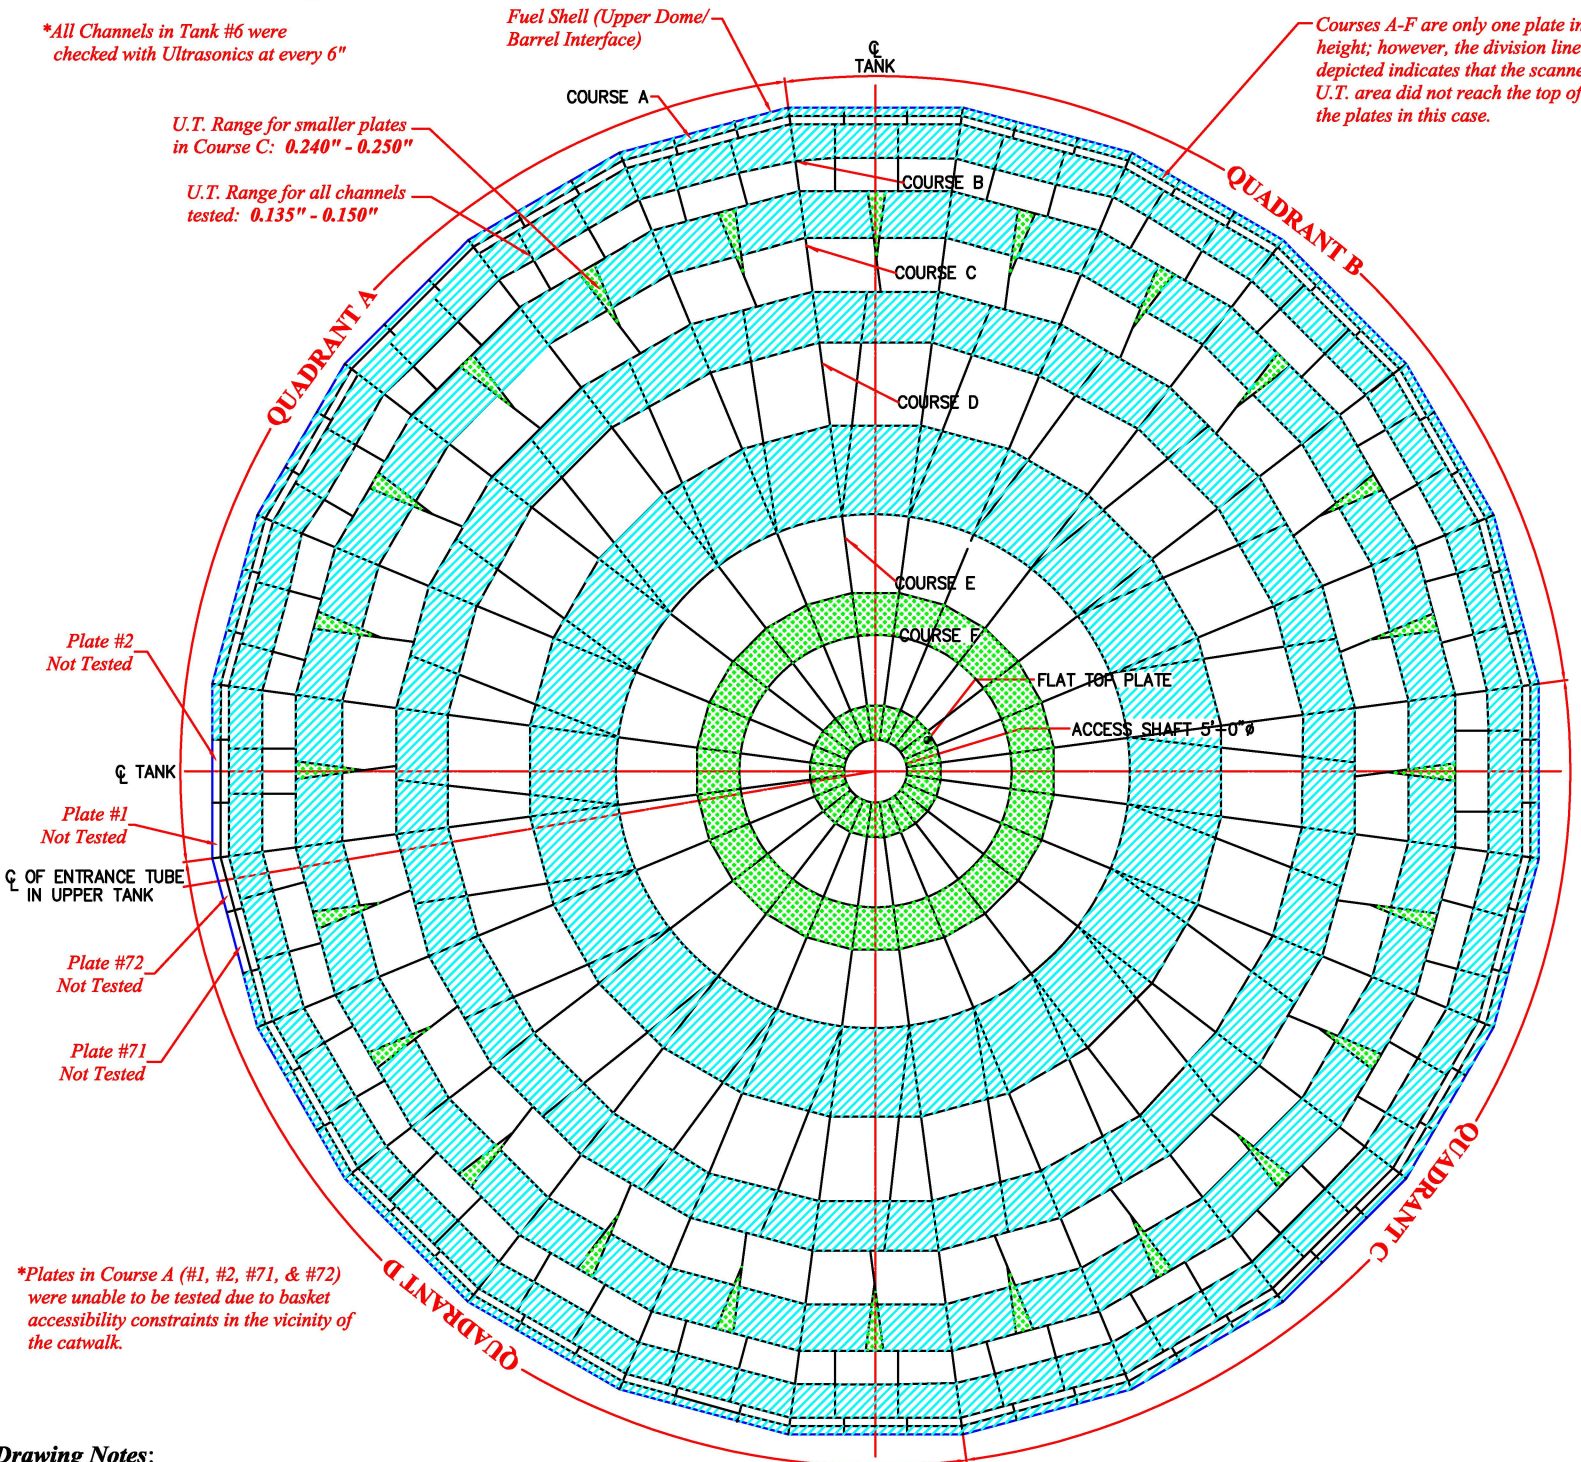 *All Channels in Tank #6 were
checked with Ultrasonics at every 6"
Fuel Shell (Upper Dome/
Barrel Interface)
℄
TANK
Courses A-F are only one plate in
height; however, the division line
depicted indicates that the scanne
U.T. area did not reach the top of
the plates in this case.
COURSE A
U.T. Range for smaller plates
in Course C: 0.240" - 0.250"
U.T. Range for all channels
tested: 0.135" - 0.150"
COURSE B
QUADRANT B
COURSE C
QUADRANT A
COURSE D
COURSE E
COURSE F
Plate #2
Not Tested
FLAT TOP PLATE
ACCESS SHAFT 5'-0"ø
℄ TANK
Plate #1
Not Tested
℄ OF ENTRANCE TUBE
IN UPPER TANK
Plate #72
Not Tested
Plate #71
Not Tested
QUADRANT C
QUADRANT D
*Plates in Course A (#1, #2, #71, & #72)
were unable to be tested due to basket
accessibility constraints in the vicinity of
the catwalk.
Drawing Notes: